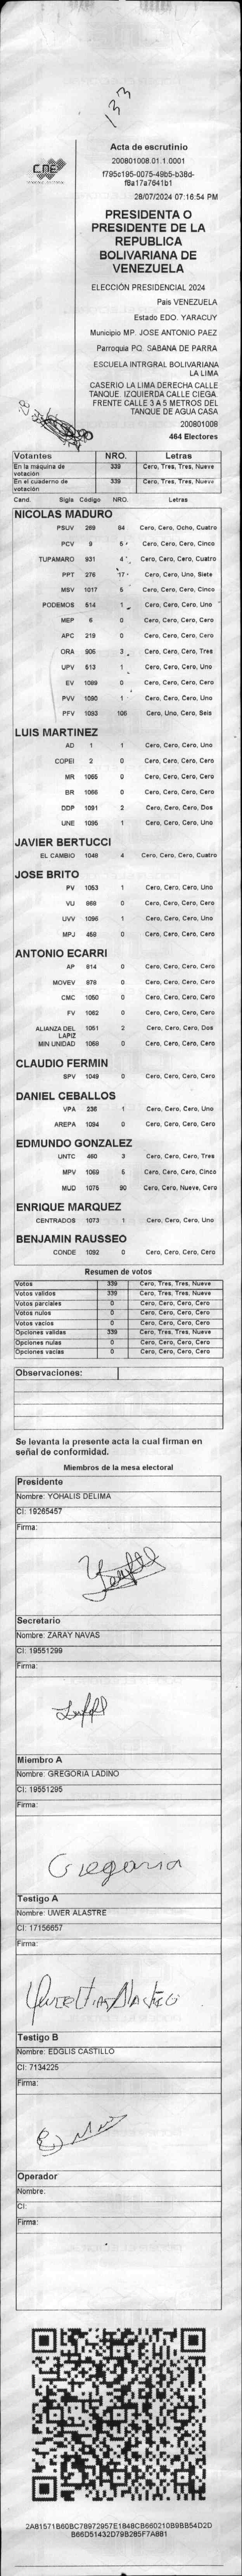 133
CNE
Acta de escrutinio
200801008.01.1.0001
f795c195-0075-49b5-b38d-
f8a17a7641b1
28/07/2024 07:16:54 PM
PRESIDENTA O
PRESIDENTE DE LA
REPUBLICA
BOLIVARIANA DE
VENEZUELA
ELECCIÓN PRESIDENCIAL 2024
Pais VENEZUELA
Estado EDO. YARACUY
Municipio MP. JOSE ANTONIO PAEZ
Parroquia PQ. SABANA DE PARRA
ESCUELA INTRGRAL BOLIVARIANA
LA LIMA
CASERIO LA LIMA DERECHA CALLE
TANQUE. IZQUIERDA CALLE CIEGA.
FRENTE CALLE 3 A 5 METROS DEL
TANQUE DE AGUA CASA
200801008
464 Electores
Votantes NRO. Letras
En la máquina de votación 339 Cero, Tres, Tres, Nueve
En el cuaderno de votación 339 Cero, Tres, Tres, Nueve
Cand. Sigla Código NRO. Letras
NICOLAS MADURO
PSUV 269 84 Cero, Cero, Ocho, Cuatro
PCV 9 5 Cero, Cero, Cero, Cinco
TUPAMARO 931 4 Cero, Cero, Cero, Cuatro
PPT 276 17 Cero, Cero, Uno, Siete
MSV 1017 5 Cero, Cero, Cero, Cinco
PODEMOS 514 1 Cero, Cero, Cero, Uno
MEP 6 0 Cero, Cero, Cero, Cero
APC 219 0 Cero, Cero, Cero, Cero
ORA 906 3 Cero, Cero, Cero, Tres
UPV 613 1 Cero, Cero, Cero, Uno
EV 1089 0 Cero, Cero, Cero, Cero
PVV 1090 1 Cero, Cero, Cero, Uno
PFV 1093 106 Cero, Uno, Cero, Seis
LUIS MARTINEZ
AD 1 1 Cero, Cero, Cero, Uno
COPEI 2 0 Cero, Cero, Cero, Cero
MR 1065 0 Cero, Cero, Cero, Cero
BR 1066 0 Cero, Cero, Cero, Cero
DDP 1091 2 Cero, Cero, Cero, Dos
UNE 1095 1 Cero, Cero, Cero, Uno
JAVIER BERTUCCI
EL CAMBIO 1048 4 Cero, Cero, Cero, Cuatro
JOSE BRITO
PV 1053 1 Cero, Cero, Cero, Uno
VU 868 0 Cero, Cero, Cero, Cero
UVV 1096 1 Cero, Cero, Cero, Uno
MPJ 458 0 Cero, Cero, Cero, Cero
ANTONIO ECARRI
AP 614 0 Cero, Cero, Cero, Cero
MOVEV 878 0 Cero, Cero, Cero, Cero
CMC 1050 0 Cero, Cero, Cero, Cero
FV 1062 0 Cero, Cero, Cero, Cero
ALIANZA DEL LAPIZ 1051 2 Cero, Cero, Cero, Dos
MIN UNIDAD 1068 0 Cero, Cero, Cero, Cero
CLAUDIO FERMIN
SPV 1049 0 Cero, Cero, Cero, Cero
DANIEL CEBALLOS
VPA 236 1 Cero, Cero, Cero, Uno
AREPA 1094 0 Cero, Cero, Cero, Cero
EDMUNDO GONZALEZ
UNTC 460 3 Cero, Cero, Cero, Tres
MPV 1069 5 Cero, Cero, Cero, Cinco
MUD 1075 90 Cero, Cero, Nueve, Cero
ENRIQUE MARQUEZ
CENTRADOS 1073 1 Cero, Cero, Cero, Uno
BENJAMIN RAUSSEO
CONDE 1092 0 Cero, Cero, Cero, Cero
Resumen de votos
Votos 339 Cero, Tres, Tres, Nueve
Votos validos 339 Cero, Tres, Tres, Nueve
Votos parciales 0 Cero, Cero, Cero, Cero
Votos nulos 0 Cero, Cero, Cero, Cero
Votos vacios 0 Cero, Cero, Cero, Cero
Opciones validas 339 Cero, Tres, Tres, Nueve
Opciones nulas 0 Cero, Cero, Cero, Cero
Opciones vacias 0 Cero, Cero, Cero, Cero
Observaciones:
Se levanta la presente acta la cual firman en
señal de conformidad.
Miembros de la mesa electoral
Presidente
Nombre: YOHALIS DELIMA
CI: 19265457
Firma:
Secretario
Nombre: ZARAY NAVAS
CI: 19551299
Firma:
Miembro A
Nombre: GREGORIA LADINO
CI: 19551295
Firma:
Gregoria
Testigo A
Nombre: UWER ALASTRE
CI: 17156657
Firma:
Testigo B
Nombre: EDGLIS CASTILLO
CI: 7134225
Firma:
Operador
Nombre:
CI:
Firma:
2A81571B60BC78972957E1848CB660210B9BB54D2D
B66D51432D79B285F7A881